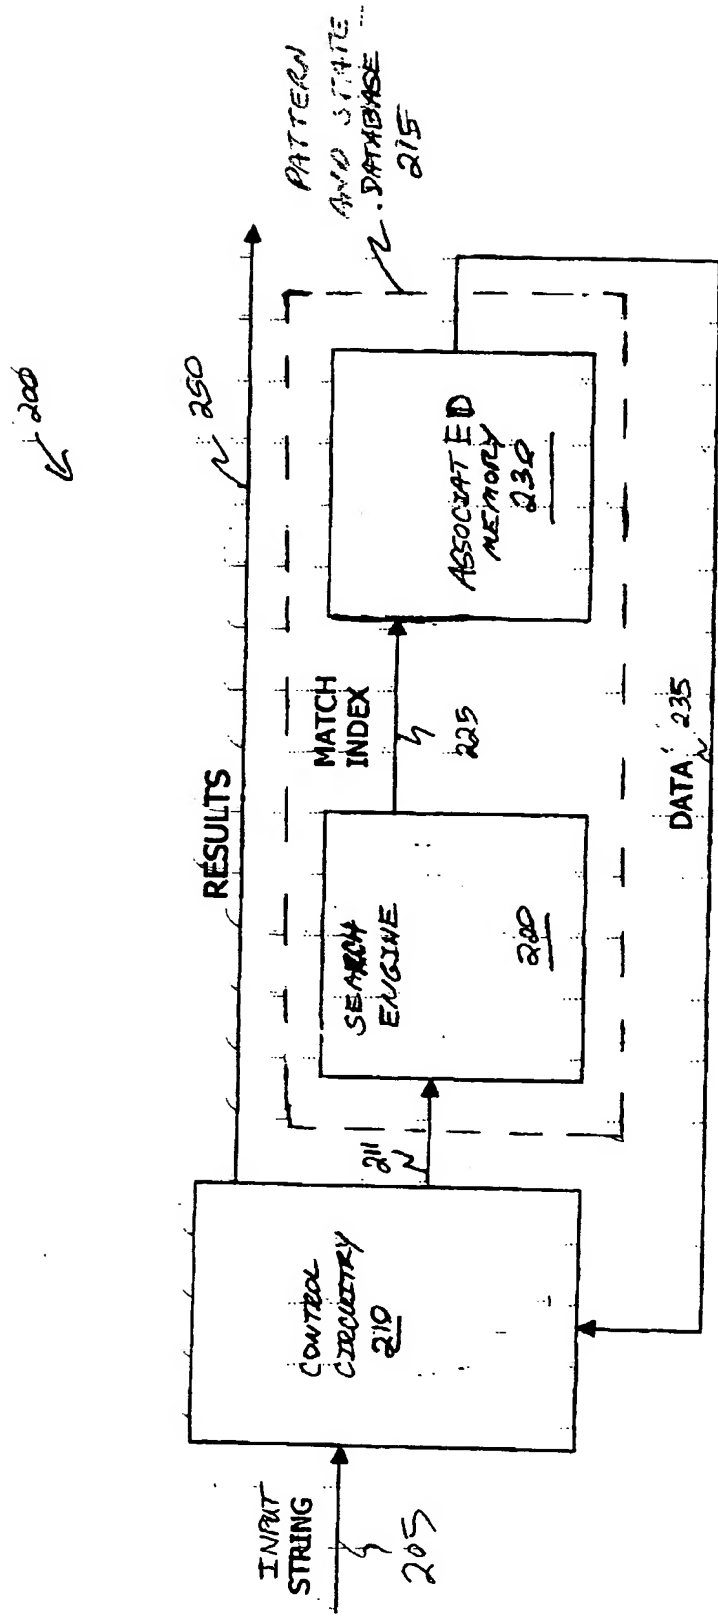 200
RESULTS
250
PATTERN
AND STATE
DATABASE
215
INPUT
STRING
205
CONTROL
CIRCUITRY
210
211
SEARCH
ENGINE
220
MATCH
INDEX
225
ASSOCIATED
MEMORY
230
DATA
235